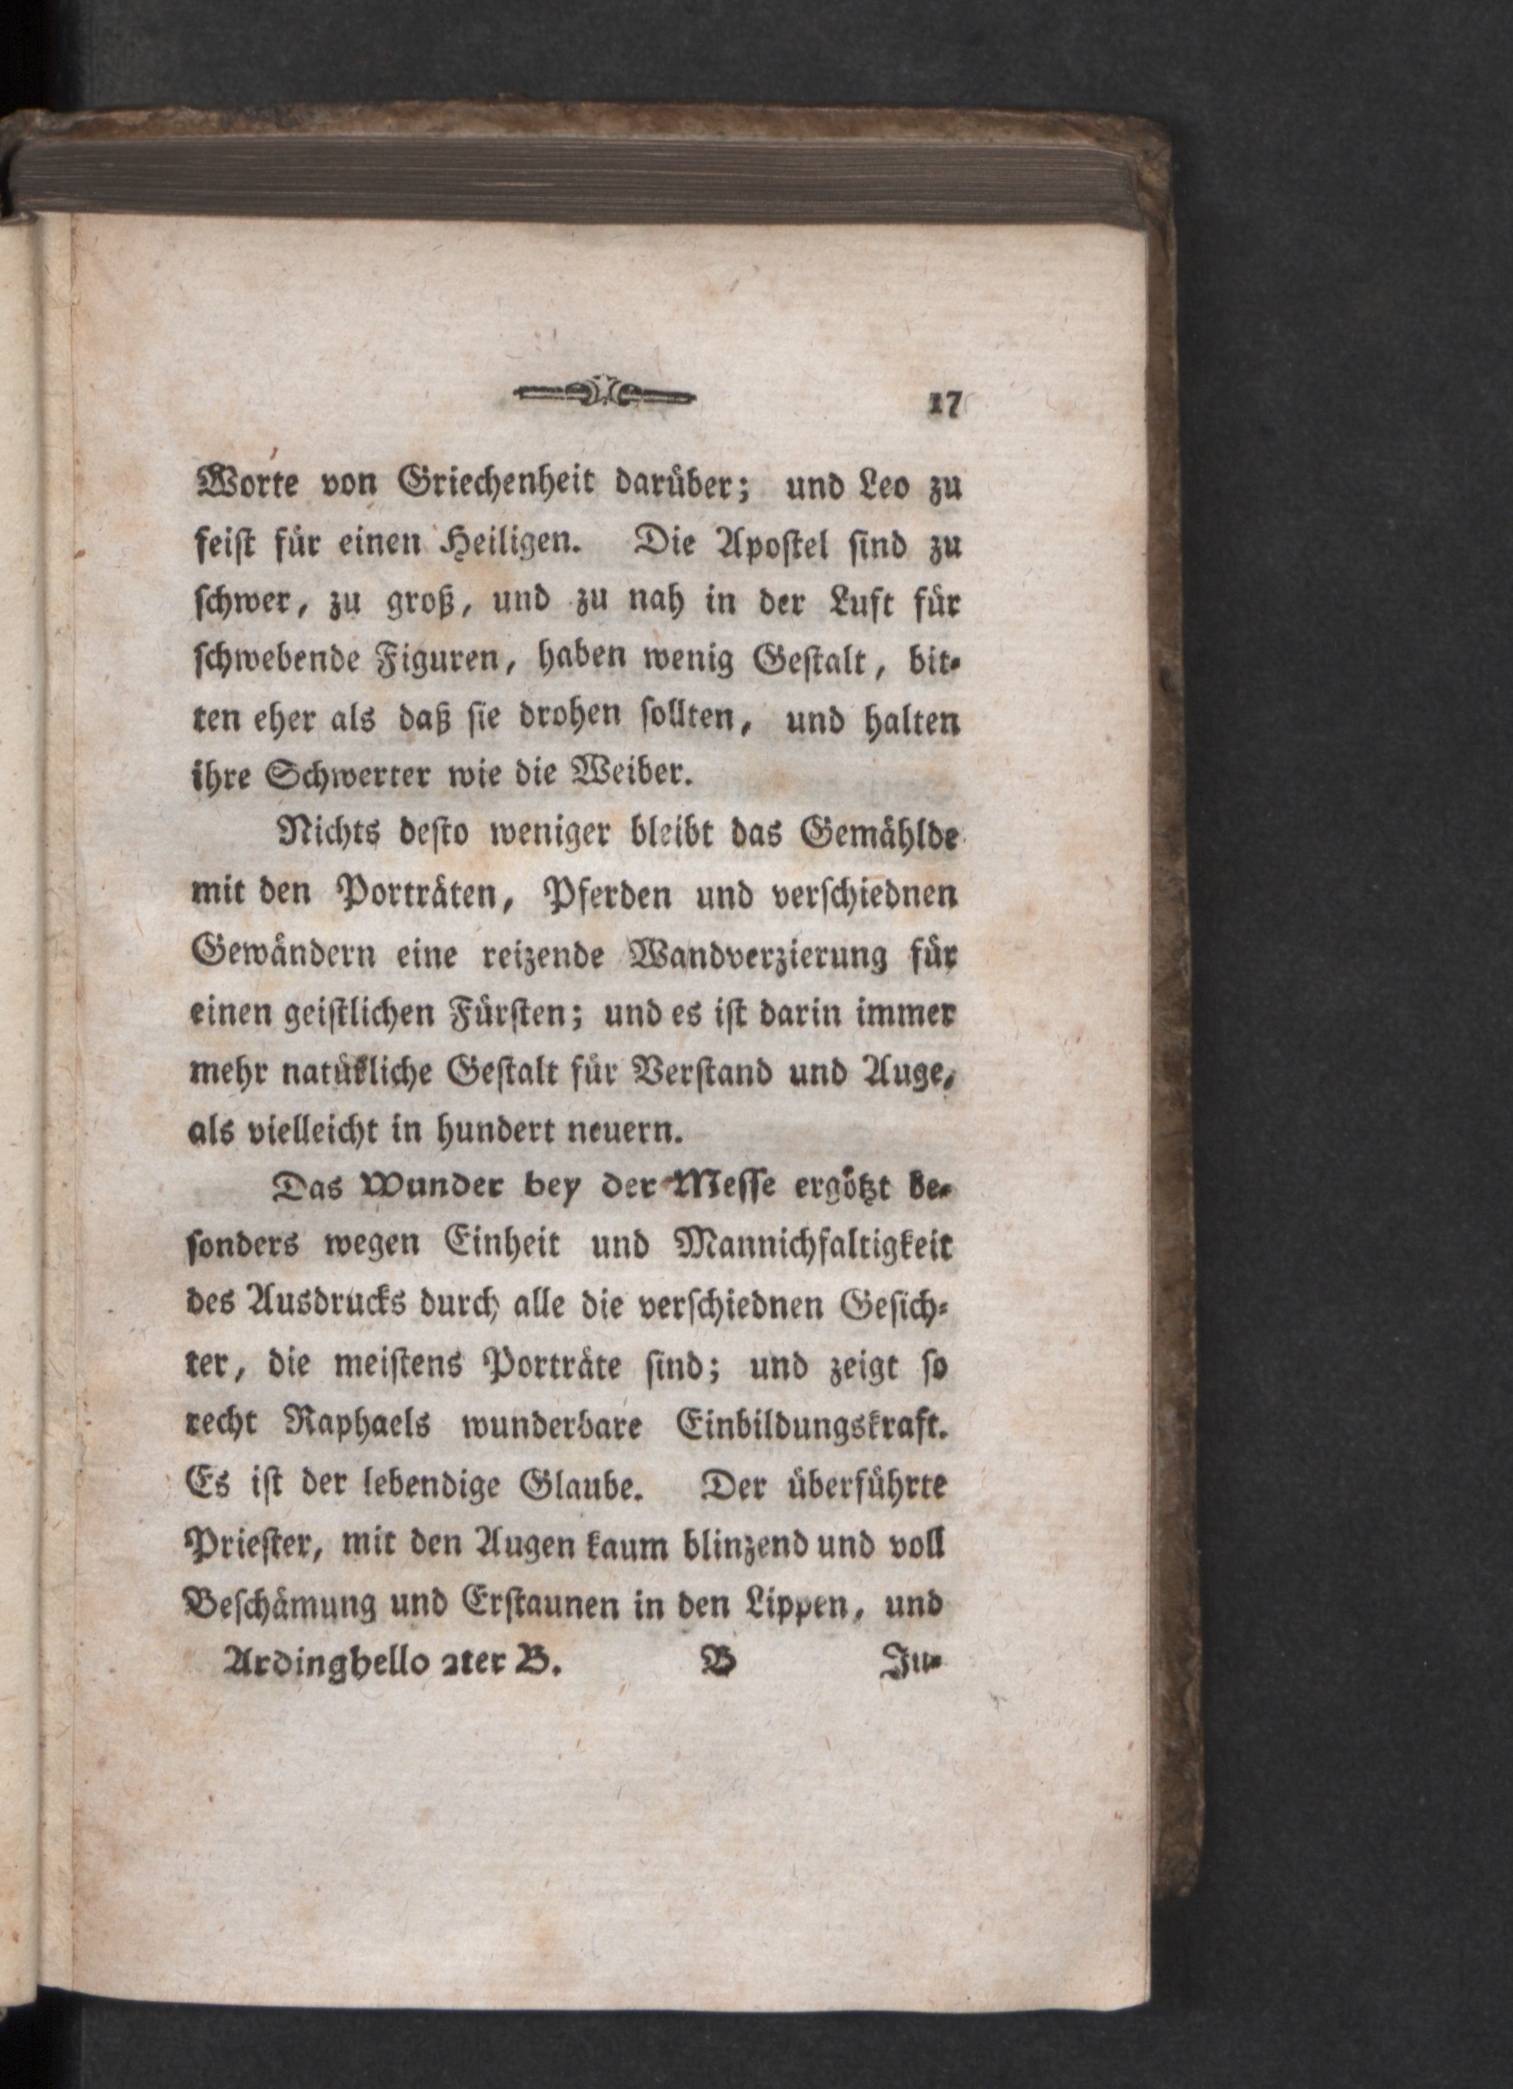 17
Worte von Griechenheit darüber; und Leo zu
feiſt für einen Heiligen. Die Apoſtel ſind zu
ſchwer, zu groß, und zu nah in der Luft für
ſchwebende Figuren, haben wenig Geſtalt, bit-
ten eher als daß ſie drohen ſollten, und halten
ihre Schwerter wie die Weiber.
Nichts deſto weniger bleibt das Gemählde
mit den Porträten, Pferden und verſchiednen
Gewändern eine reizende Wandverzierung für
einen geiſtlichen Fürſten; und es iſt darin immer
mehr natürliche Geſtalt für Verſtand und Auge,
als vielleicht in hundert neuern.
Das Wunder bey der Meſſe ergötzt be-
ſonders wegen Einheit und Mannichfaltigkeit
des Ausdrucks durch alle die verſchiednen Geſich-
ter, die meiſtens Porträte ſind; und zeigt ſo
recht Raphaels wunderbare Einbildungskraft.
Es iſt der lebendige Glaube. Der überführte
Prieſter, mit den Augen kaum blinzend und voll
Beſchämung und Erſtaunen in den Lippen, und
Ardinghello 2ter B. B Ju-